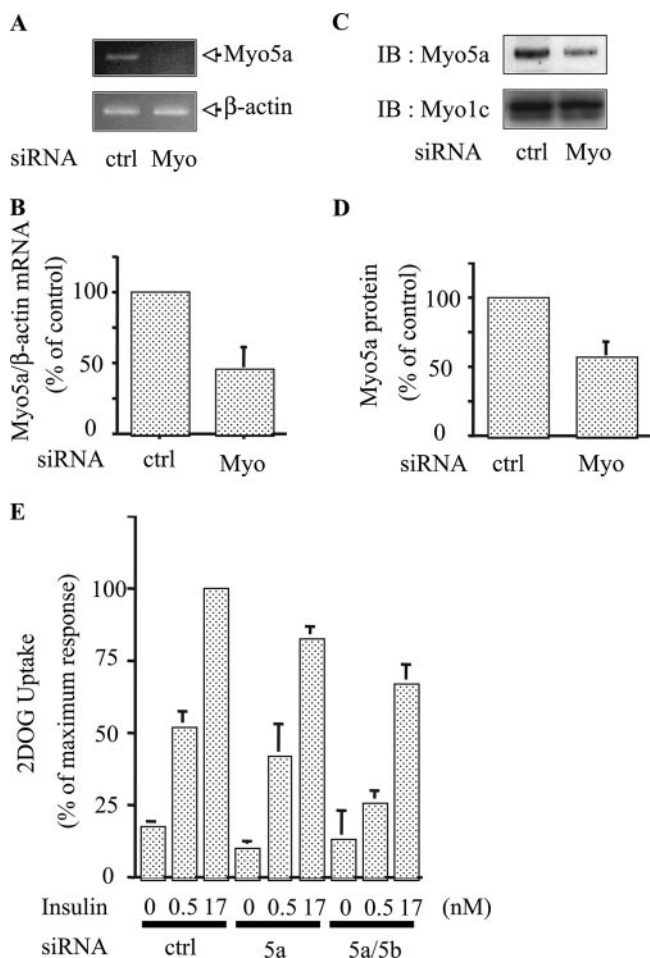 A
Myo5a
β-actin
siRNA ctrl Myo
C
IB : Myo5a
IB : Myo1c
siRNA ctrl Myo
B
Myo5a/β-actin mRNA
(% of control)
100
50
0
siRNA ctrl Myo
D
Myo5a protein
(% of control)
100
50
0
siRNA ctrl Myo
E
2DOG Uptake
(% of maximum response)
100
75
50
25
0
Insulin 0 0.5 17 0 0.5 17 0 0.5 17 (nM)
siRNA ctrl 5a 5a/5b